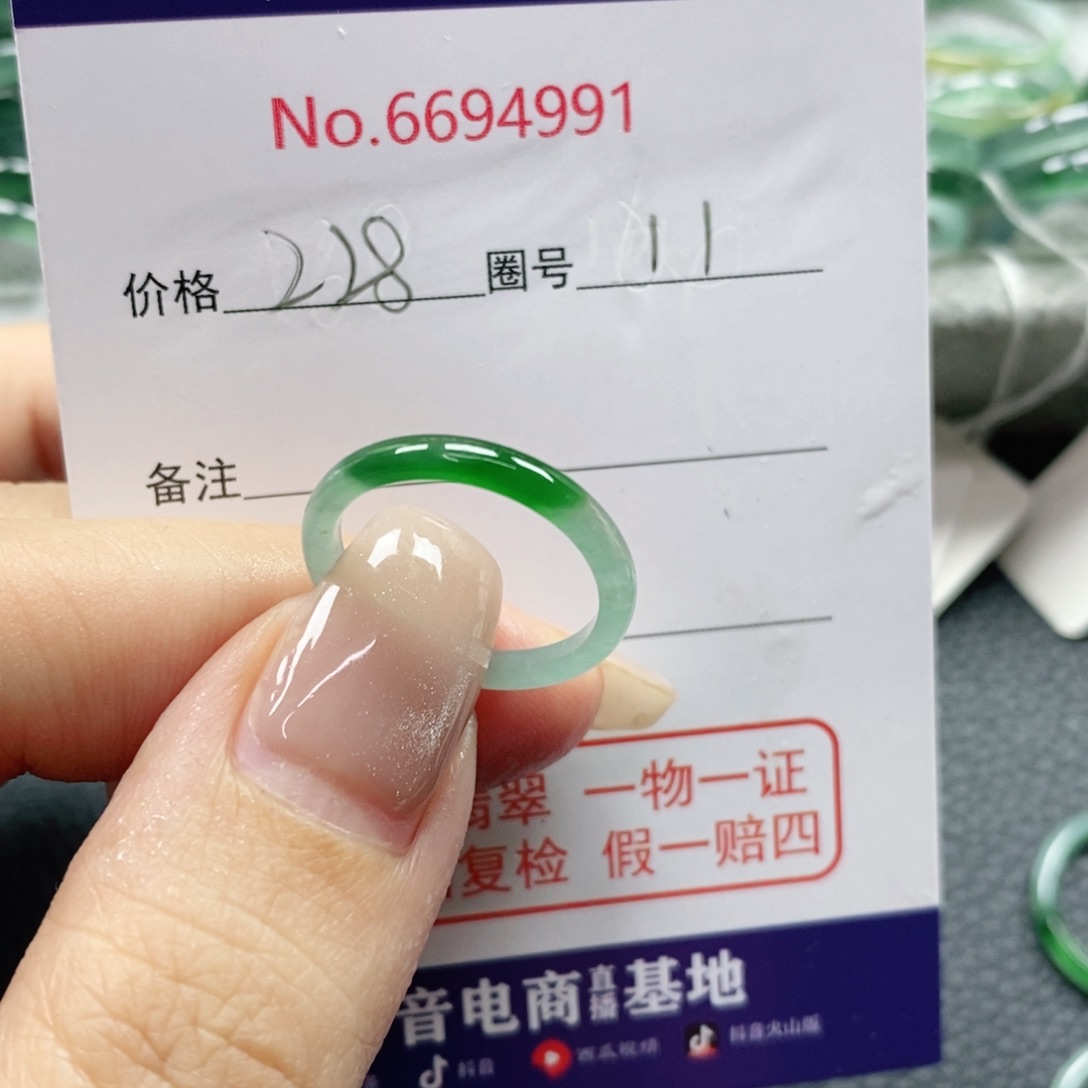 No.6694991
价格 228 圈号 11
备注
翡翠 一物一证
复检 假一赔四
音电商直播基地
抖音 西瓜视频 抖音火山版